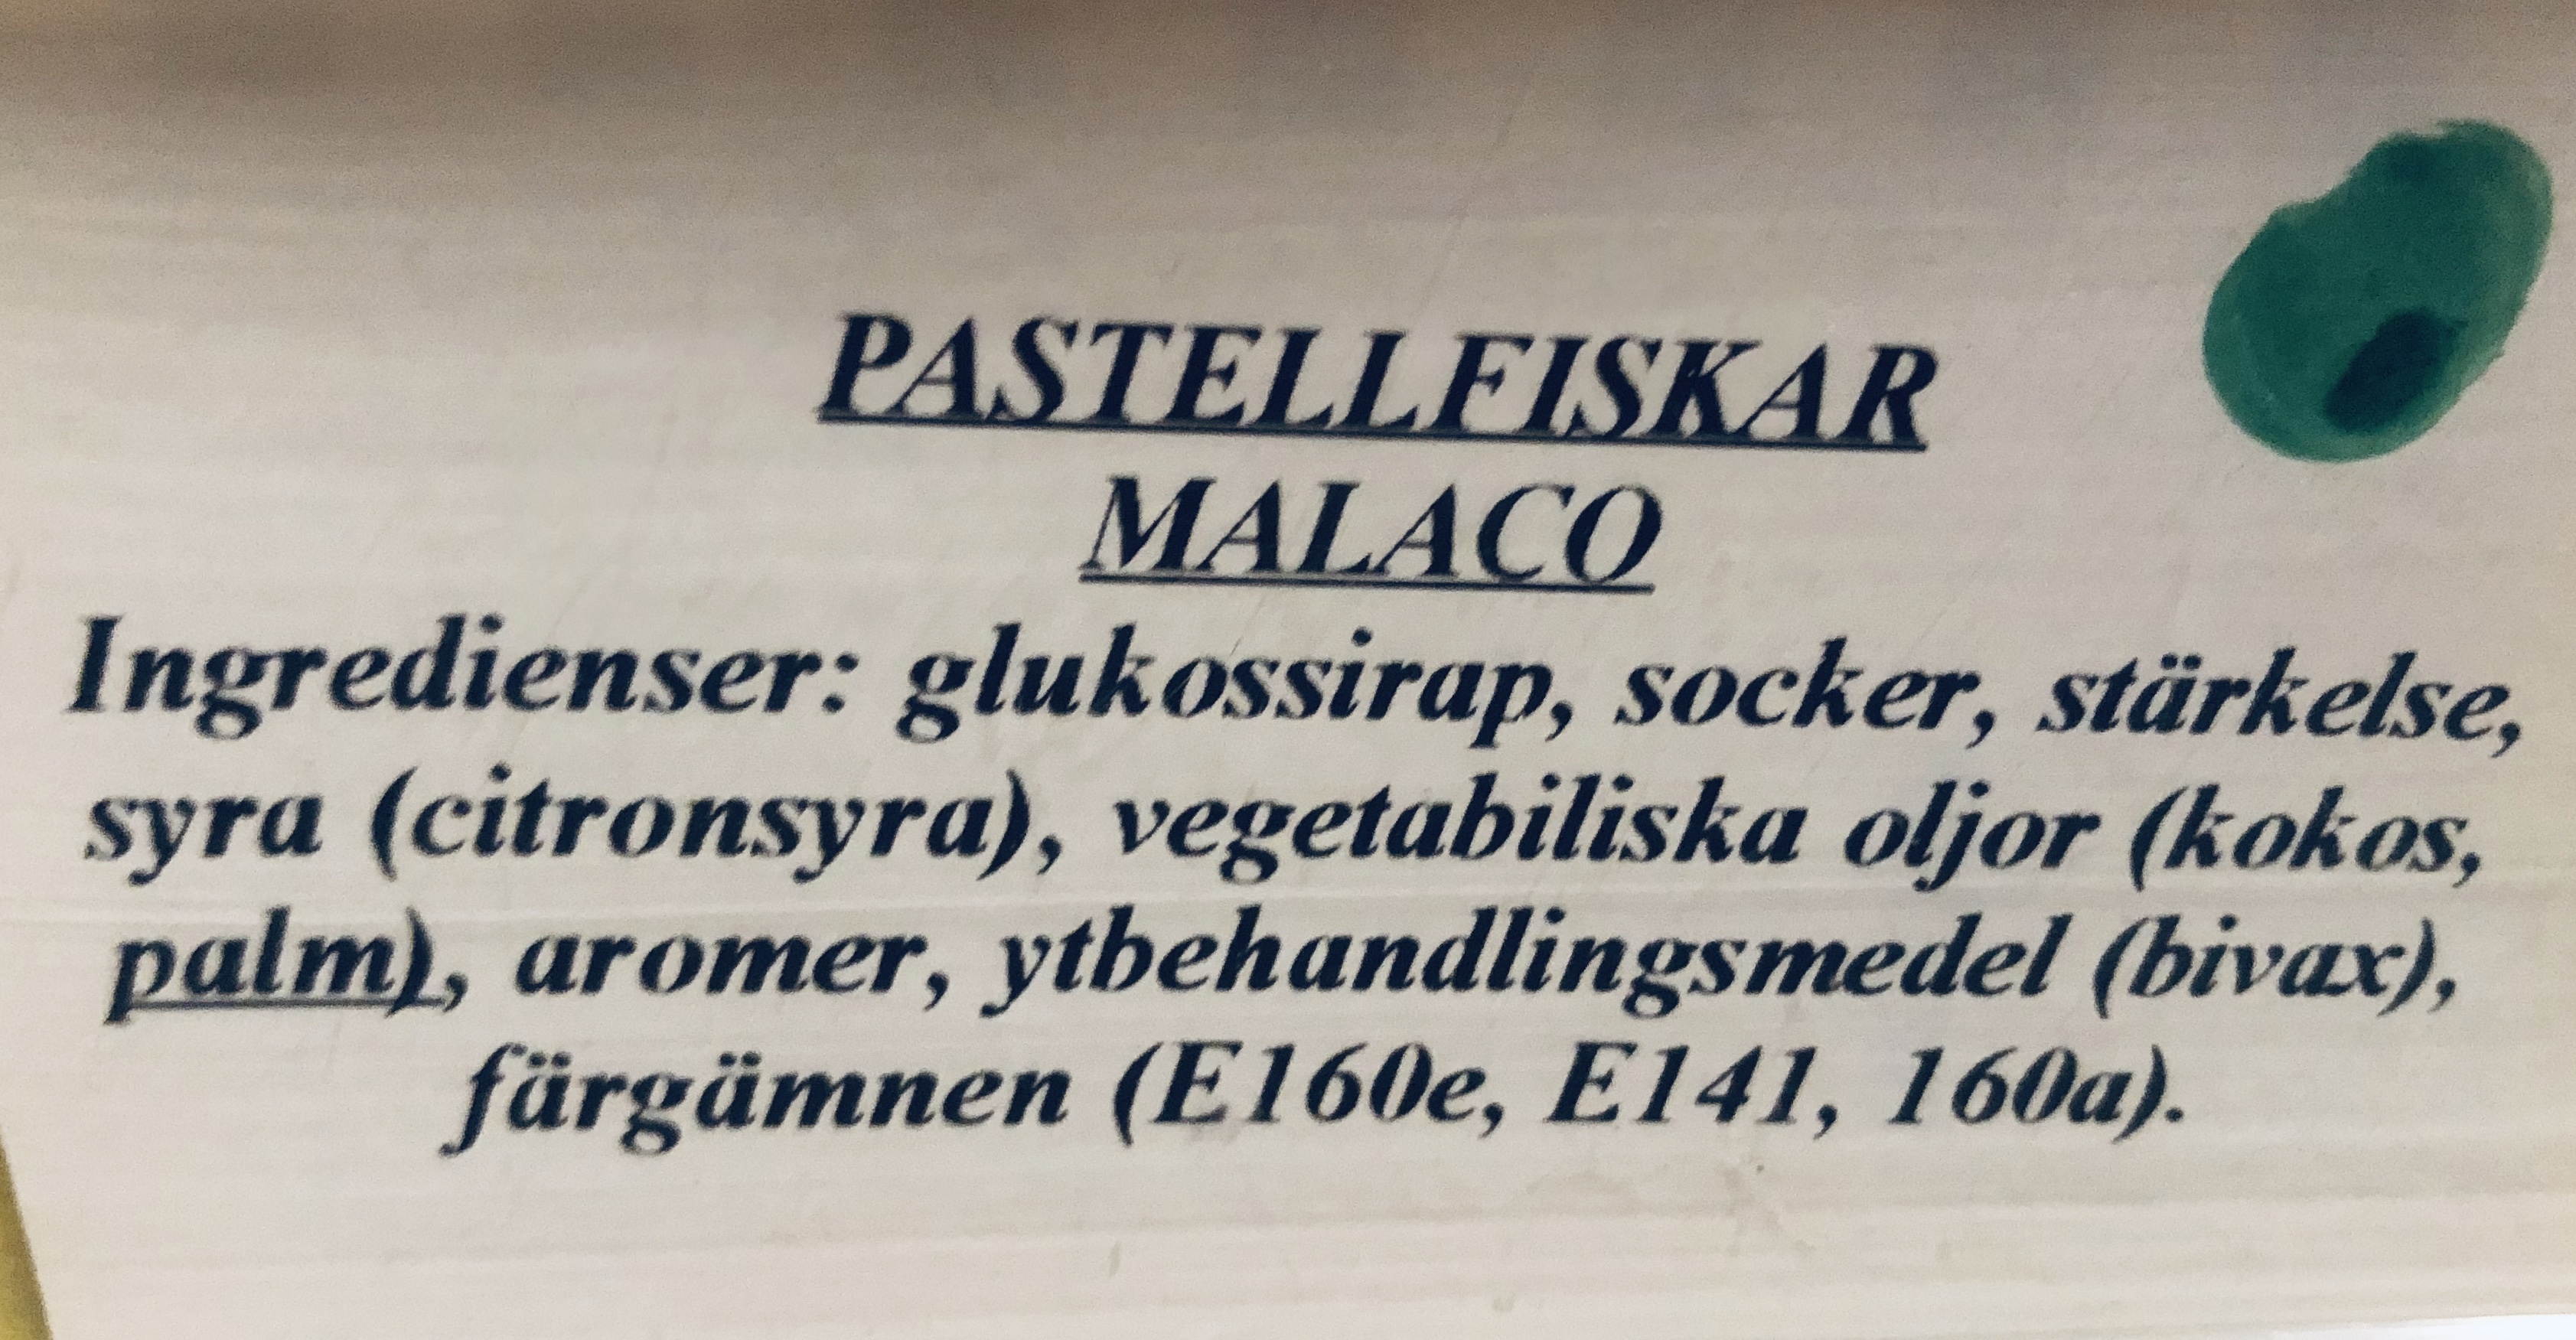 PASTELLFISKAR
MALACO
Ingredienser: glukossirap, socker, stärkelse,
syra (citronsyra), vegetabiliska oljor (kokos,
palm), aromer, ytbehandlingsmedel (bivax),
färgämnen (E160e, E141, 160a).